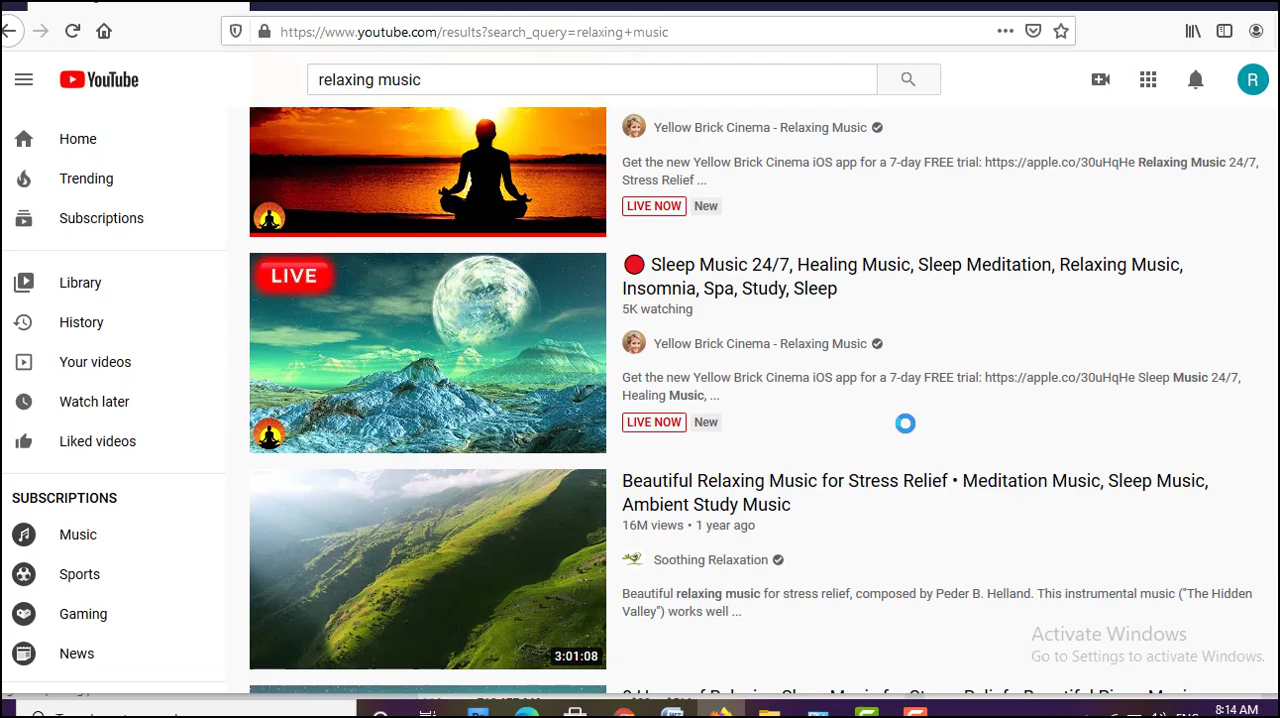 https://www.youtube.com/results?search_query=relaxing+music
YouTube
relaxing music
R
Home
Trending
Subscriptions
Library
History
Your videos
Watch later
Liked videos
SUBSCRIPTIONS
Music
Sports
Gaming
News
Yellow Brick Cinema - Relaxing Music
Get the new Yellow Brick Cinema iOS app for a 7-day FREE trial: https://apple.co/30uHqHe Relaxing Music 24/7,
Stress Relief ...
LIVE NOW New
LIVE
Sleep Music 24/7, Healing Music, Sleep Meditation, Relaxing Music,
Insomnia, Spa, Study, Sleep
5K watching
Yellow Brick Cinema - Relaxing Music
Get the new Yellow Brick Cinema iOS app for a 7-day FREE trial: https://apple.co/30uHqHe Sleep Music 24/7,
Healing Music, ...
LIVE NOW New
Beautiful Relaxing Music for Stress Relief • Meditation Music, Sleep Music,
Ambient Study Music
16M views • 1 year ago
Soothing Relaxation
Beautiful relaxing music for stress relief, composed by Peder B. Helland. This instrumental music ("The Hidden
Valley") works well ...
3:01:08
Activate Windows
Go to Settings to activate Windows.
8:14 AM